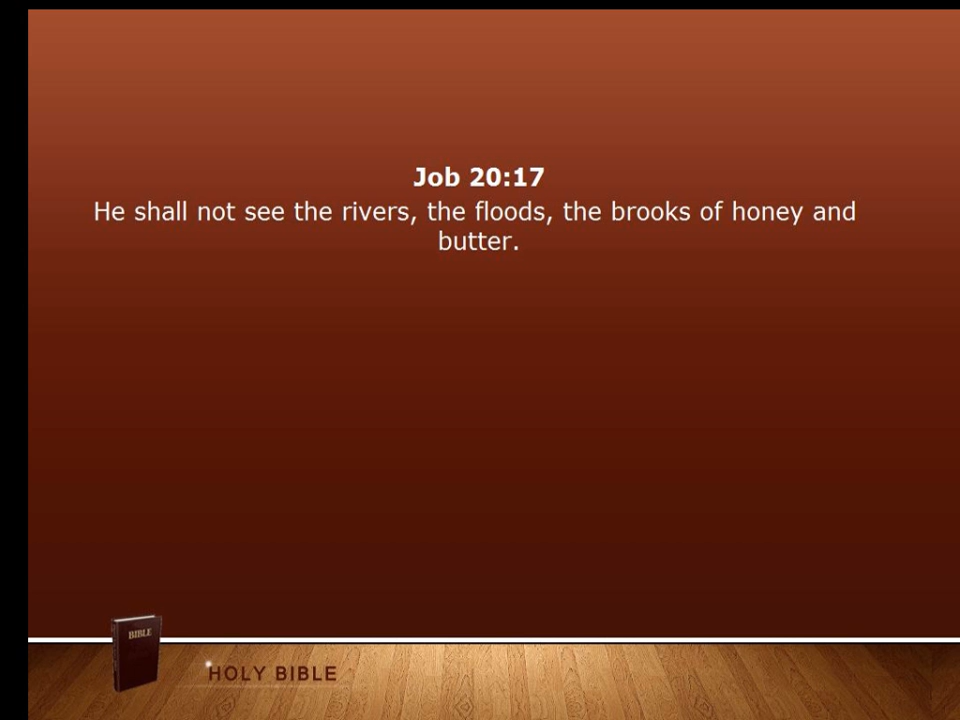 Job 20:17
He shall not see the rivers, the floods, the brooks of honey and
butter.
BIBLE
HOLY BIBLE